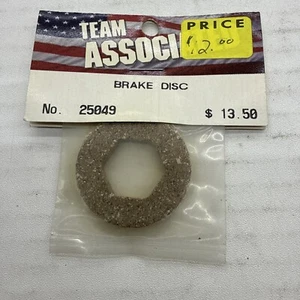 TEAM
ASSOCI
PRICE
$12.00
BRAKE DISC
No. 25049 $ 13.50